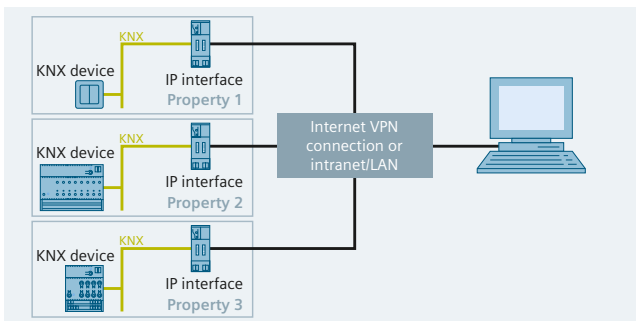 KNX
KNX device
IP interface
Property 1
KNX
KNX device
IP interface
Property 2
KNX
KNX device
IP interface
Property 3
Internet VPN
connection or
intranet/LAN